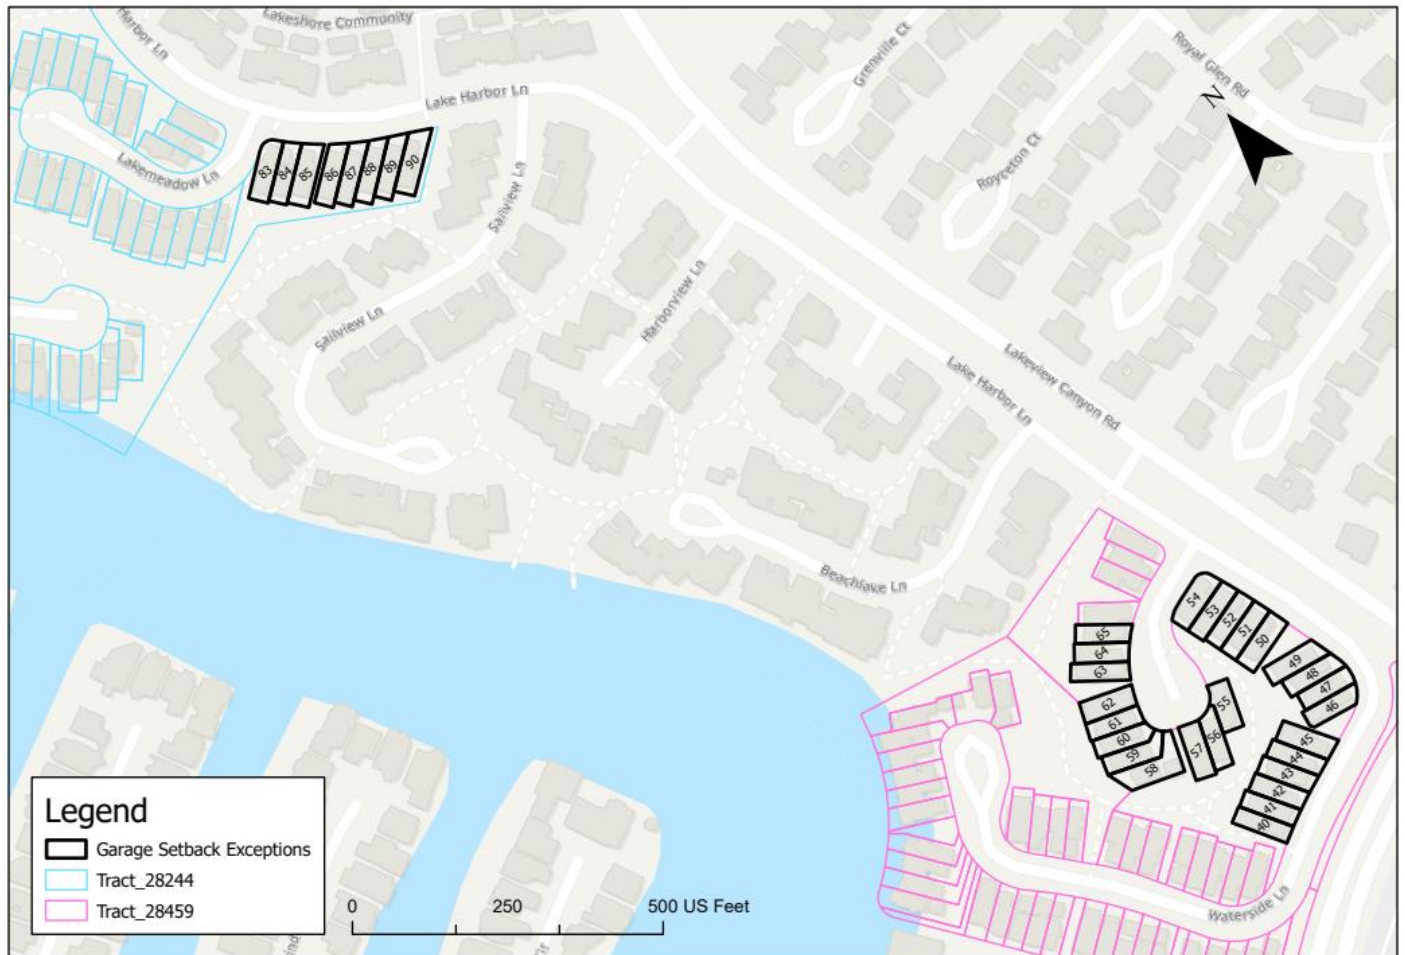 Lakeshore Community
Harbor Ln
Grenville Ct
Royal Glen Rd
N
Lake Harbor Ln
Royceton Ct
Lakemeadow Ln
83
84
85
86
87
88
89
90
Sailview Ln
Harborview Ln
Sailview Ln
Lake Harbor Ln
Lakeview Canyon Rd
Beachlake Ln
54
53
52
51
50
49
48
47
46
65
64
63
62
61
60
59
58
57
56
55
45
44
43
42
41
40
Waterside Ln
Legend
Garage Setback Exceptions
Tract_28244
Tract_28459
0 250 500 US Feet